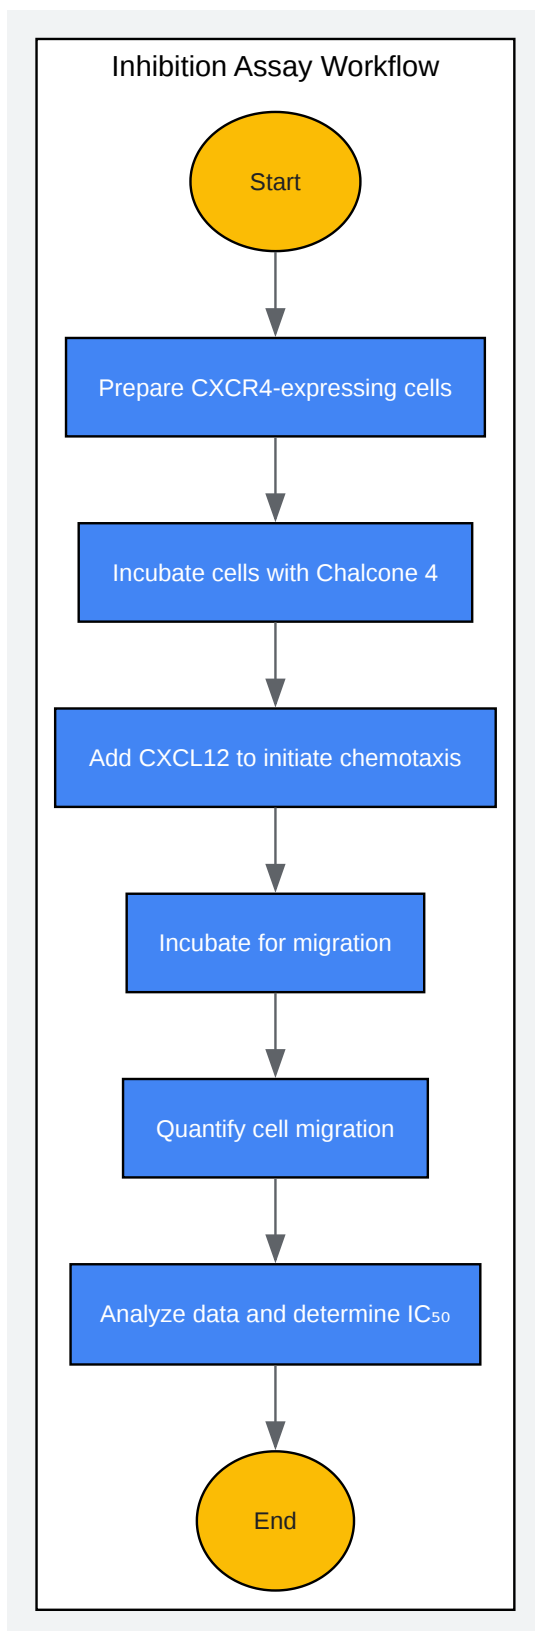 Inhibition Assay Workflow
Start
Prepare CXCR4-expressing cells
Incubate cells with Chalcone 4
Add CXCL12 to initiate chemotaxis
Incubate for migration
Quantify cell migration
Analyze data and determine IC₅₀
End